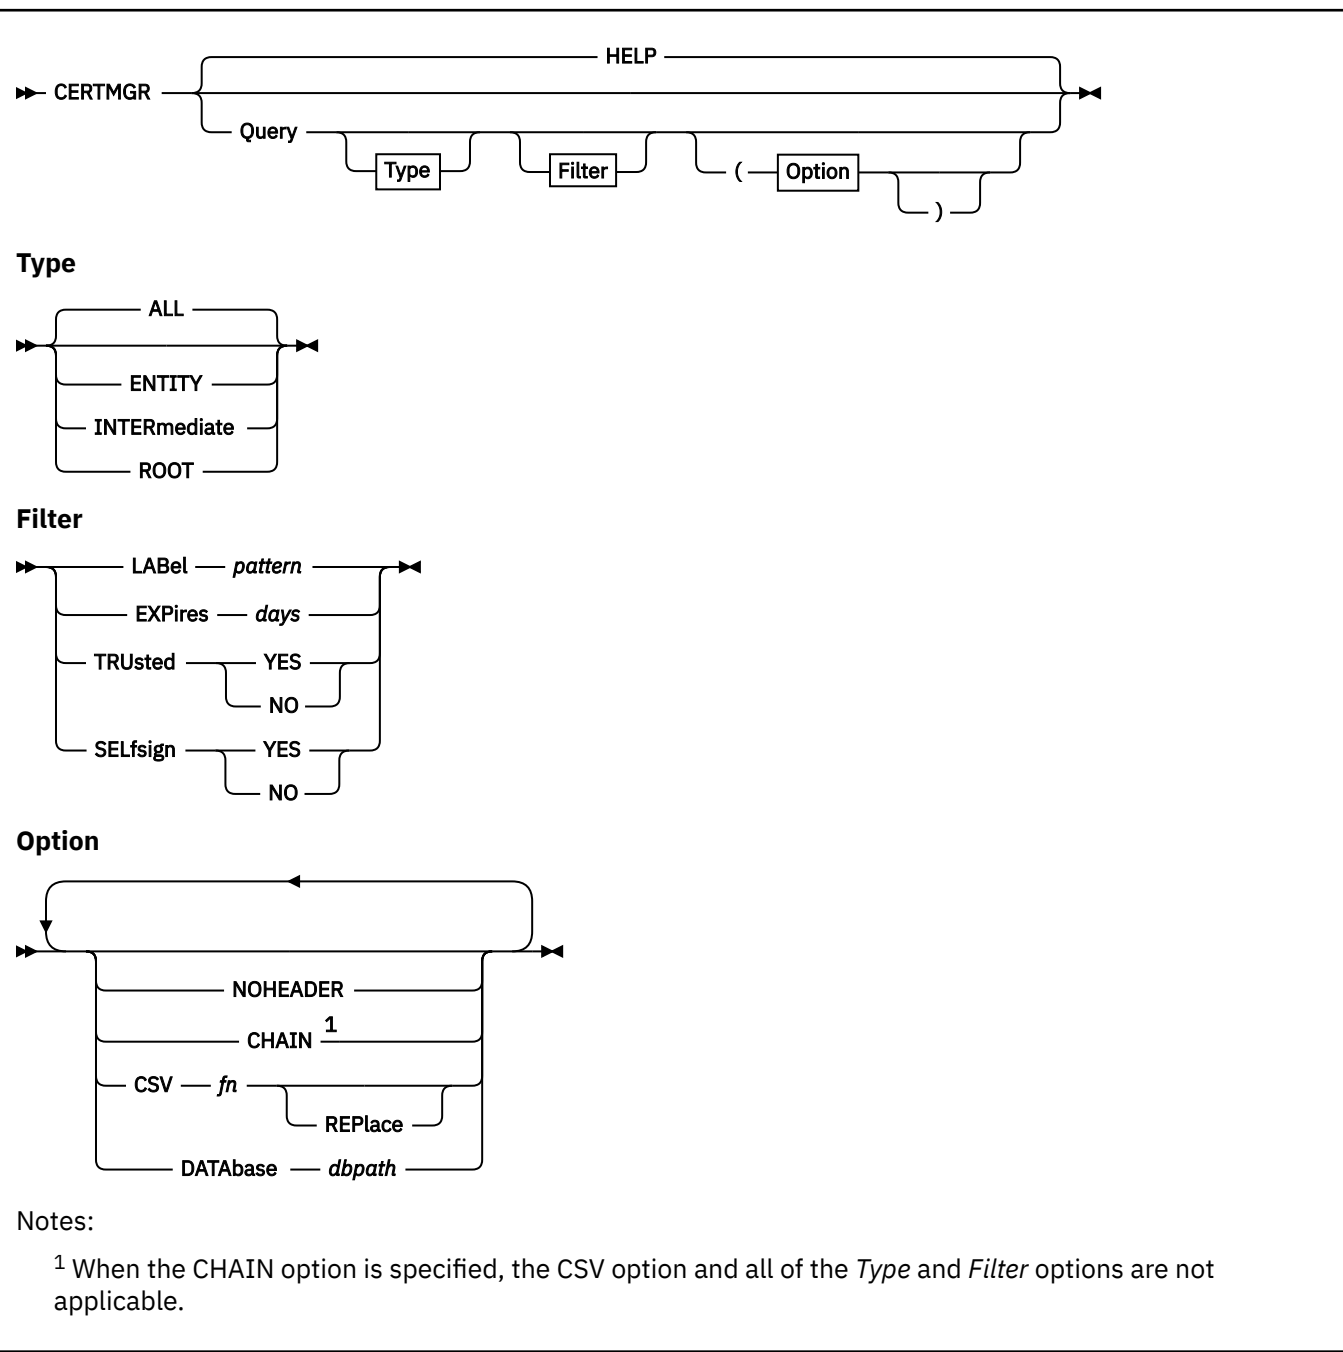 HELP
CERTMGR
Query
Type
Filter
( Option
)
Type
ALL
ENTITY
INTERmediate
ROOT
Filter
LABel pattern
EXPires days
TRUsted YES
NO
SELfsign YES
NO
Option
NOHEADER
CHAIN 1
CSV fn
REPlace
DATAbase dbpath
Notes:
1 When the CHAIN option is specified, the CSV option and all of the Type and Filter options are not
applicable.